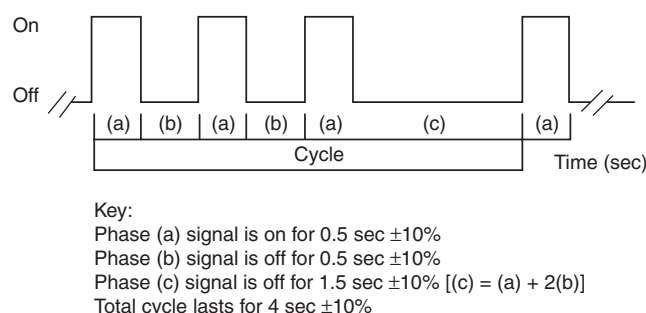 On
Off
(a) (b) (a) (b) (a) (c) (a)
Cycle
Time (sec)
Key:
Phase (a) signal is on for 0.5 sec ±10%
Phase (b) signal is off for 0.5 sec ±10%
Phase (c) signal is off for 1.5 sec ±10% [(c) = (a) + 2(b)]
Total cycle lasts for 4 sec ±10%